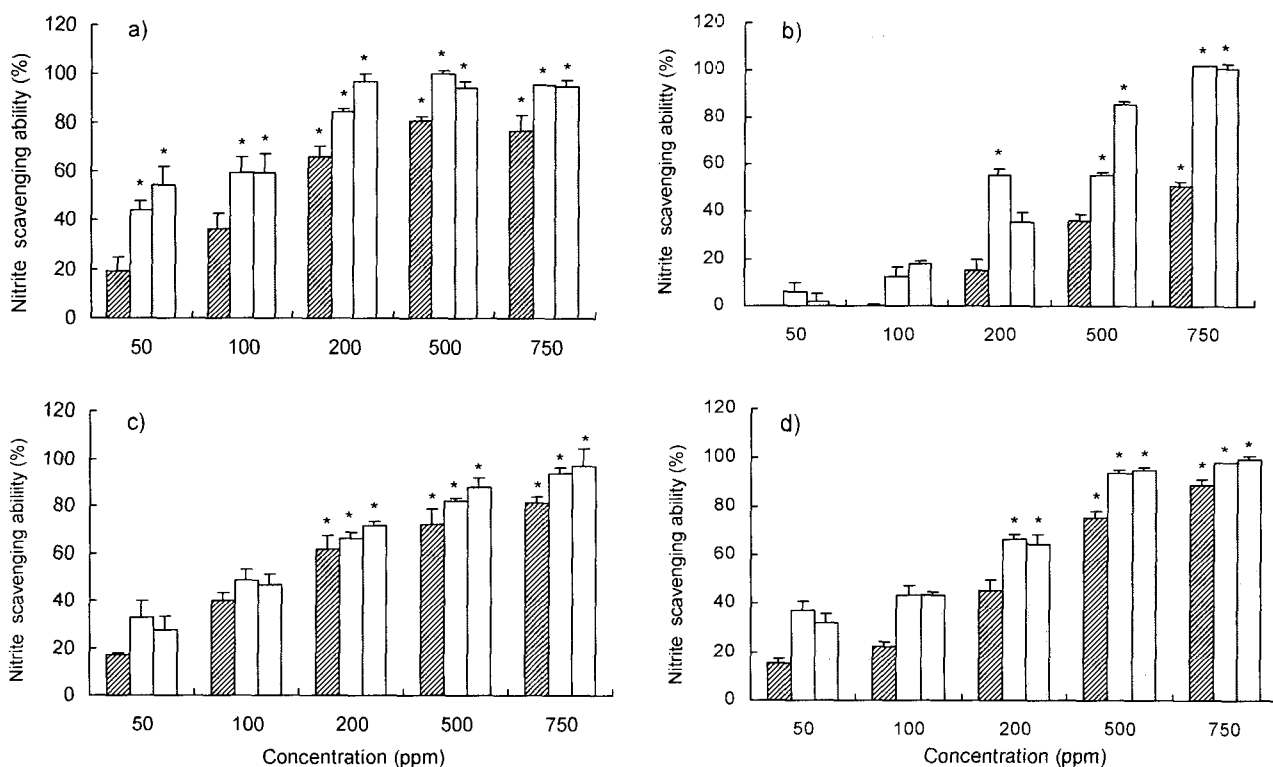 a)
Nitrite scavenging ability (%)
120
100
80
60
40
20
0
* * * * * * * * * * * * *
50 100 200 500 750
b)
Nitrite scavenging abilitty (%)
120
100
80
60
40
20
0
* * * * * *
50 100 200 500 750
c)
Nitrite scavenging ability (%)
120
100
80
60
40
20
0
* * * * * * * * *
50 100 200 500 750
Concentration (ppm)
d)
Nitrite scavenging ability (%)
120
100
80
60
40
20
0
* * * * * * * *
50 100 200 500 750
Concentration (ppm)